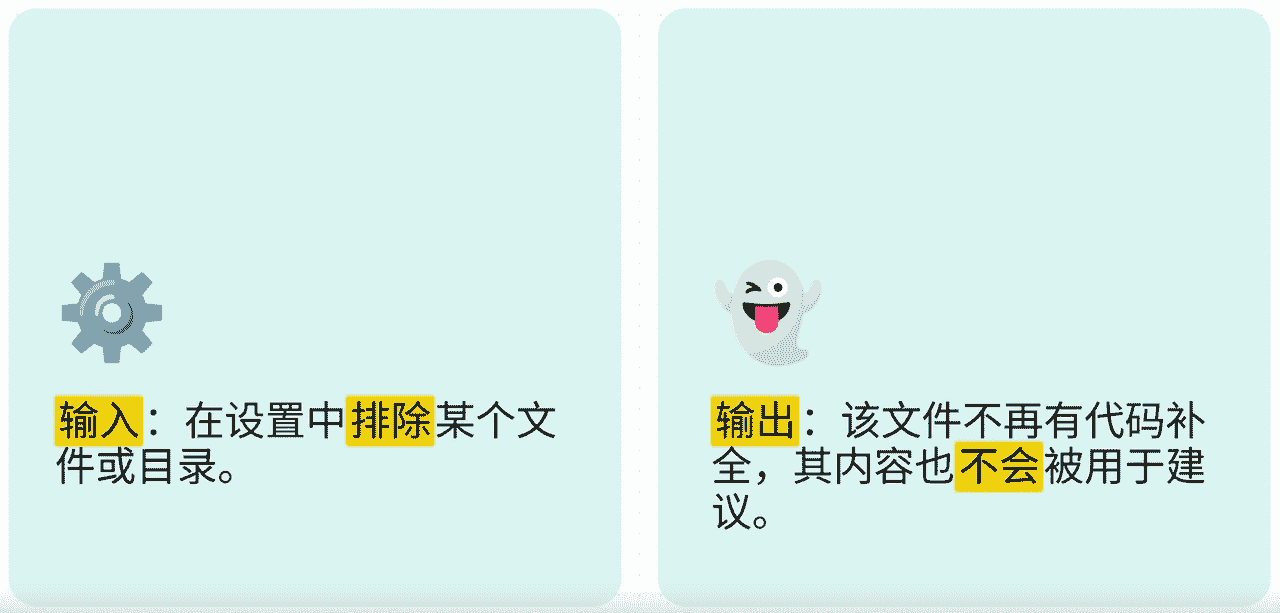 输入：在设置中排除某个文
件或目录。
输出：该文件不再有代码补
全，其内容也不会被用于建
议。